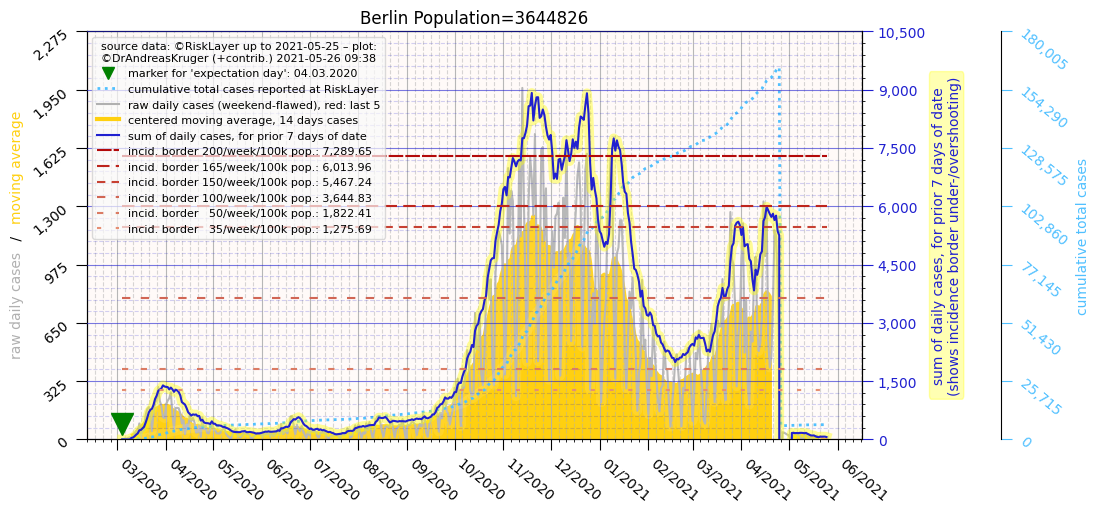 Berlin Population=3644826
source data: ©RiskLayer up to 2021-05-25 – plot:
©DrAndreasKruger (+contrib.) 2021-05-26 09:38
marker for 'expectation day': 04.03.2020
cumulative total cases reported at RiskLayer
raw daily cases (weekend-flawed), red: last 5
centered moving average, 14 days cases
sum of daily cases, for prior 7 days of date
incid. border 200/week/100k pop.: 7,289.65
incid. border 165/week/100k pop.: 6,013.96
incid. border 150/week/100k pop.: 5,467.24
incid. border 100/week/100k pop.: 3,644.83
incid. border   50/week/100k pop.: 1,822.41
incid. border   35/week/100k pop.: 1,275.69
raw daily cases / moving average
2,275
1,950
1,625
1,300
975
650
325
0
03/2020
04/2020
05/2020
06/2020
07/2020
08/2020
09/2020
10/2020
11/2020
12/2020
01/2021
02/2021
03/2021
04/2021
05/2021
06/2021
10,500
9,000
7,500
6,000
4,500
3,000
1,500
0
sum of daily cases, for prior 7 days of date
(shows incidence border under-/overshooting)
180,005
154,290
128,575
102,860
77,145
51,430
25,715
0
cumulative total cases